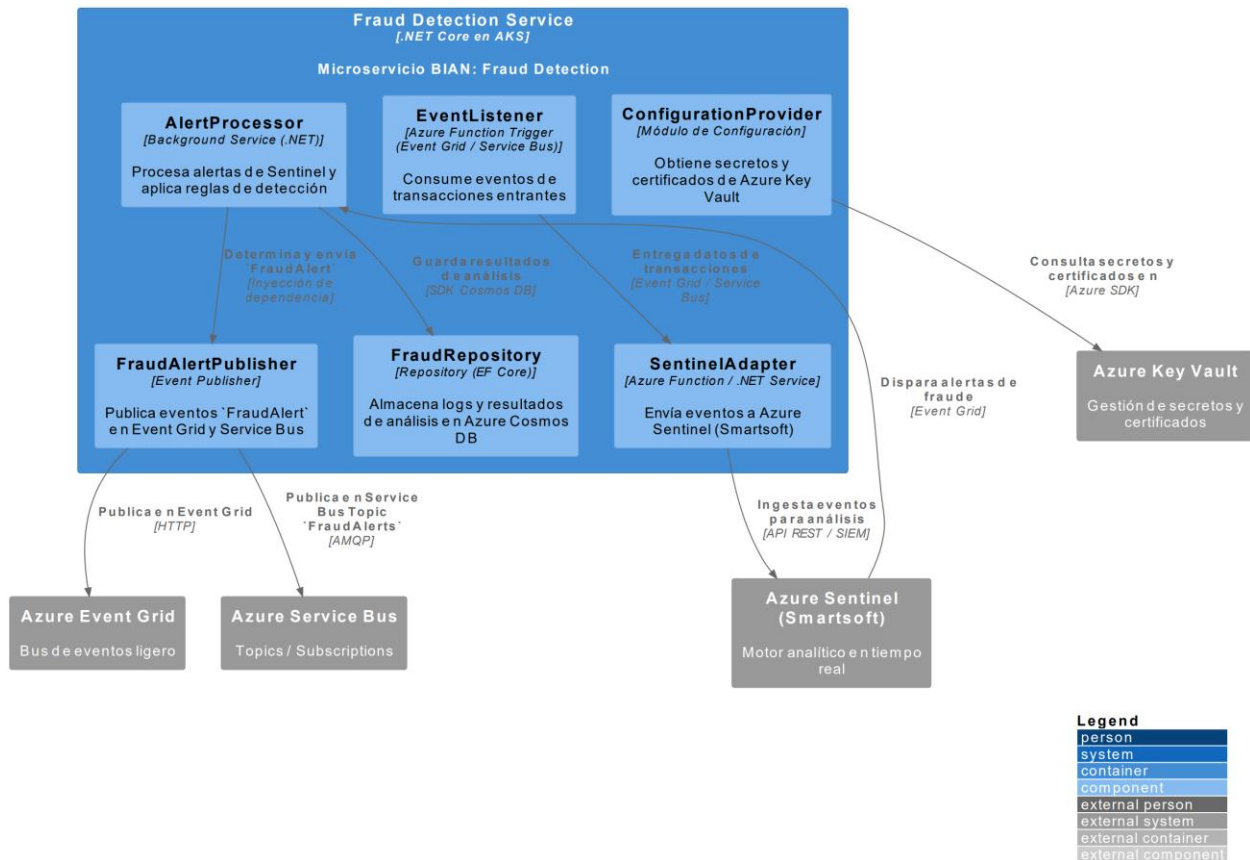 Fraud Detection Service
[.NET Core en AKS]
Microservicio BIAN: Fraud Detection
AlertProcessor
[Background Service (.NET)]
Procesa alertas de Sentinel y
aplica reglas de detección
EventListener
[Azure Function Trigger
(Event Grid / Service Bus)]
Consume eventos de
transacciones entrantes
ConfigurationProvider
[Módulo de Configuración]
Obtiene secretos y
certificados de Azure Key
Vault
Determina y envía
`FraudAlert`
[Inyección de
dependencia]
Guarda resultados
de análisis
[SDK Cosmos DB]
Entrega datos de
transacciones
[Event Grid / Service
Bus]
Consulta secretos y
certificados en
[Azure SDK]
FraudAlertPublisher
[Event Publisher]
Publica eventos `FraudAlert`
en Event Grid y Service Bus
FraudRepository
[Repository (EF Core)]
Almacena logs y resultados
de análisis en Azure Cosmos
DB
SentinelAdapter
[Azure Function / .NET Service]
Envía eventos a Azure
Sentinel (Smartsoft)
Dispara alertas de
fraude
[Event Grid]
Azure Key Vault
Gestión de secretos y
certificados
Publica en Event Grid
[HTTP]
Publica en Service
Bus Topic
`FraudAlerts`
[AMQP]
Ingesta eventos
para análisis
[API REST / SIEM]
Azure Event Grid
Bus de eventos ligero
Azure Service Bus
Topics / Subscriptions
Azure Sentinel
(Smartsoft)
Motor analítico en tiempo
real
Legend
person
system
container
component
external person
external system
external container
external component